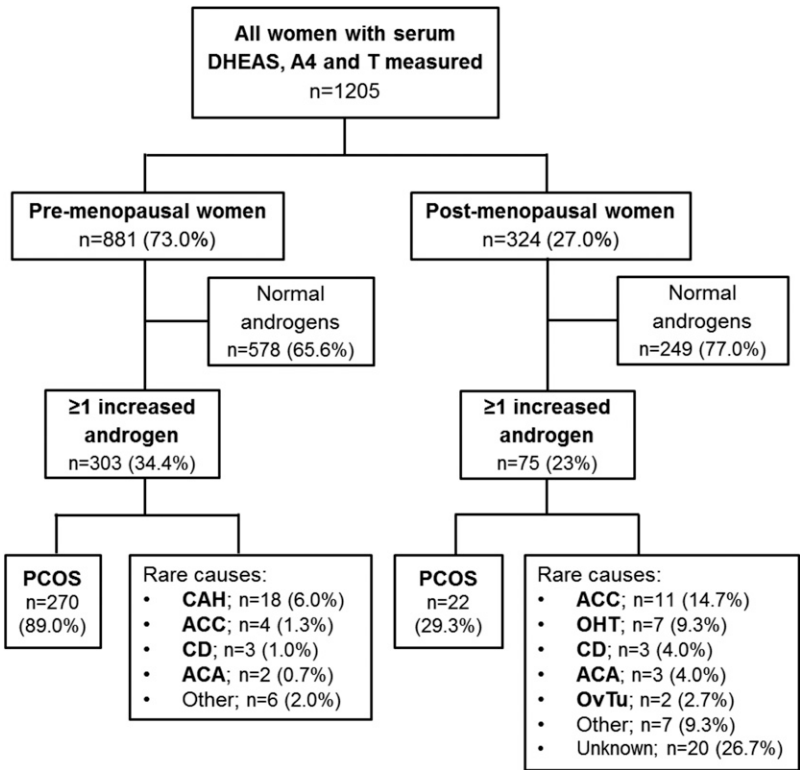 All women with serum
DHEAS, A4 and T measured
n=1205
Pre-menopausal women
n=881 (73.0%)
Post-menopausal women
n=324 (27.0%)
Normal
androgens
n=578 (65.6%)
Normal
androgens
n=249 (77.0%)
≥1 increased
androgen
n=303 (34.4%)
≥1 increased
androgen
n=75 (23%)
PCOS
n=270
(89.0%)
Rare causes:
• CAH; n=18 (6.0%)
• ACC; n=4 (1.3%)
• CD; n=3 (1.0%)
• ACA; n=2 (0.7%)
• Other; n=6 (2.0%)
PCOS
n=22
(29.3%)
Rare causes:
• ACC; n=11 (14.7%)
• OHT; n=7 (9.3%)
• CD; n=3 (4.0%)
• ACA; n=3 (4.0%)
• OvTu; n=2 (2.7%)
• Other; n=7 (9.3%)
• Unknown; n=20 (26.7%)